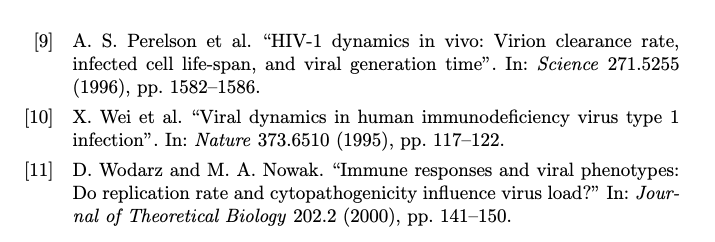 [9] A. S. Perelson et al. “HIV-1 dynamics in vivo: Virion clearance rate,
infected cell life-span, and viral generation time”. In: Science 271.5255
(1996), pp. 1582–1586.
[10] X. Wei et al. “Viral dynamics in human immunodeficiency virus type 1
infection”. In: Nature 373.6510 (1995), pp. 117–122.
[11] D. Wodarz and M. A. Nowak. “Immune responses and viral phenotypes:
Do replication rate and cytopathogenicity influence virus load?” In: Jour-
nal of Theoretical Biology 202.2 (2000), pp. 141–150.